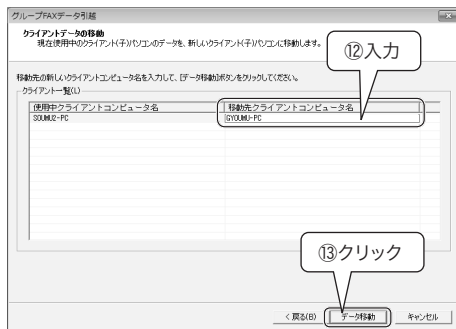 グループFAXデータ引越
クライアントデータの移動
現在使用中のクライアント(子)パソコンのデータを、新しいクライアント(子)パソコンに移動します。
⑫入力
移動先の新しいクライアントコンピュータ名を入力して、[データ移動]ボタンをクリックしてください。
クライアント一覧(L)
使用中クライアントコンピュータ名 移動先クライアントコンピュータ名
SOUMU2-PC GYOUMU-PC
⑬クリック
< 戻る(B) データ移動 キャンセル